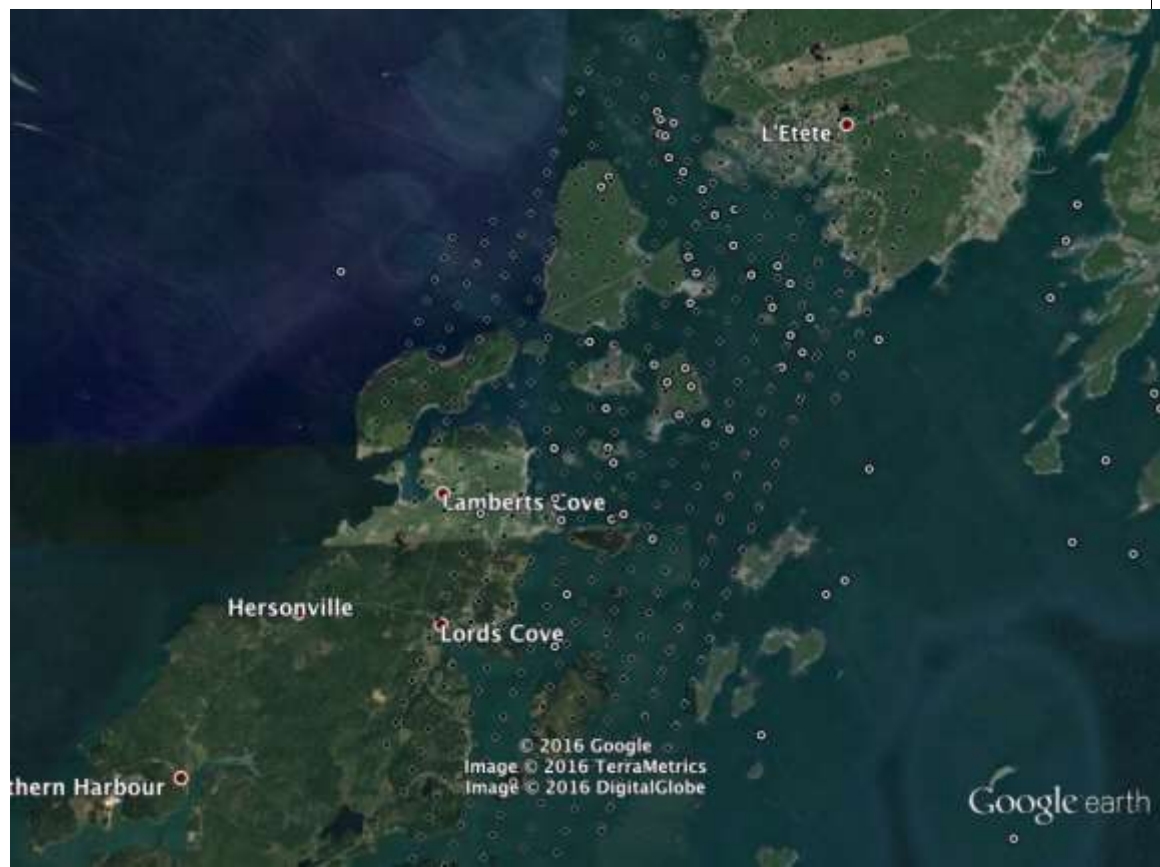 L'Etete
Lamberts Cove
Hersonville
Lords Cove
thern Harbour
© 2016 Google
Image © 2016 TerraMetrics
Image © 2016 DigitalGlobe
Google earth